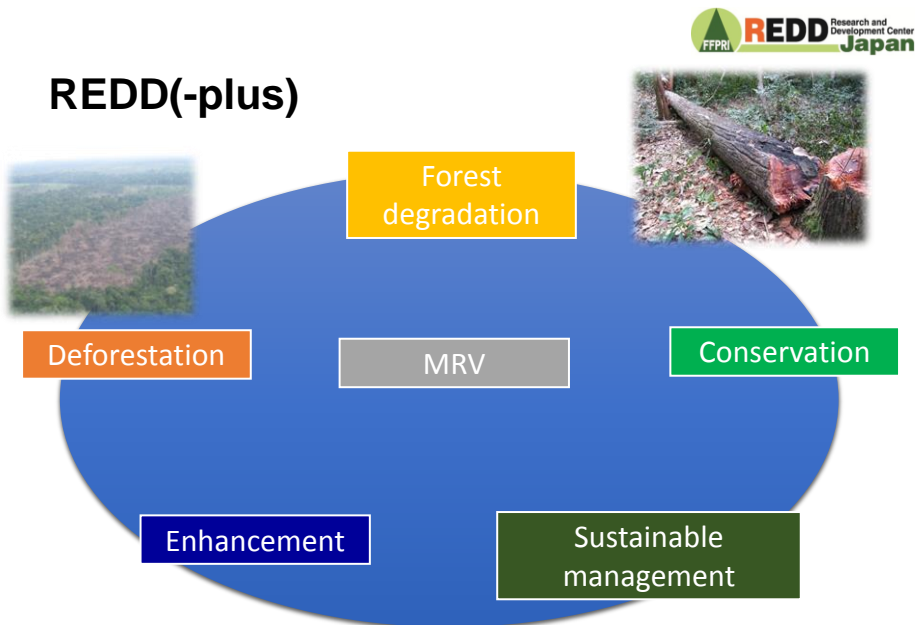 FFPRI
REDD Research and
Development Center
Japan
REDD(-plus)
Forest
degradation
Deforestation
MRV
Conservation
Enhancement
Sustainable
management